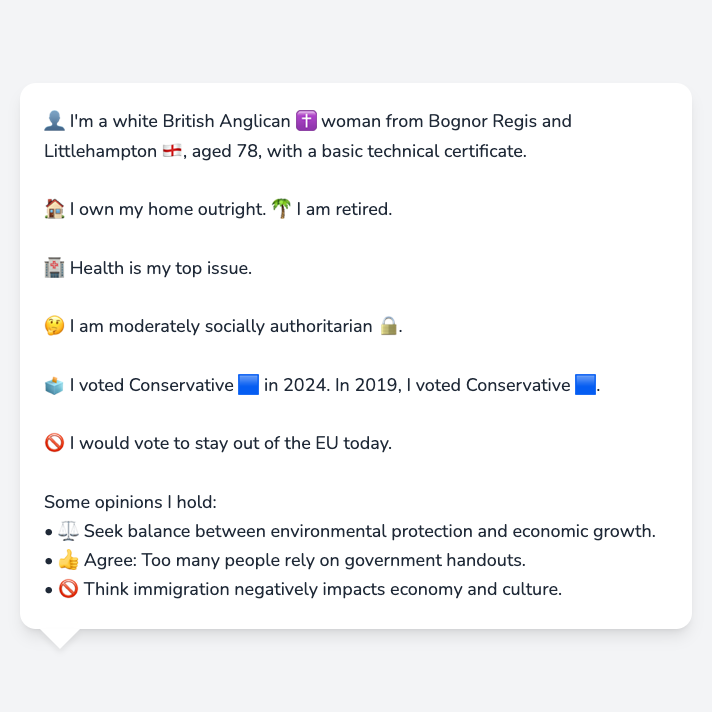 👤 I'm a white British Anglican ✝️ woman from Bognor Regis and
Littlehampton 🏴󠁧󠁢󠁥󠁮󠁧󠁿, aged 78, with a basic technical certificate.
🏠 I own my home outright. 🌴 I am retired.
🏥 Health is my top issue.
🤔 I am moderately socially authoritarian 🔒.
🗳️ I voted Conservative 🟦 in 2024. In 2019, I voted Conservative 🟦.
🚫 I would vote to stay out of the EU today.
Some opinions I hold:
• ⚖️ Seek balance between environmental protection and economic growth.
• 👍 Agree: Too many people rely on government handouts.
• 🚫 Think immigration negatively impacts economy and culture.